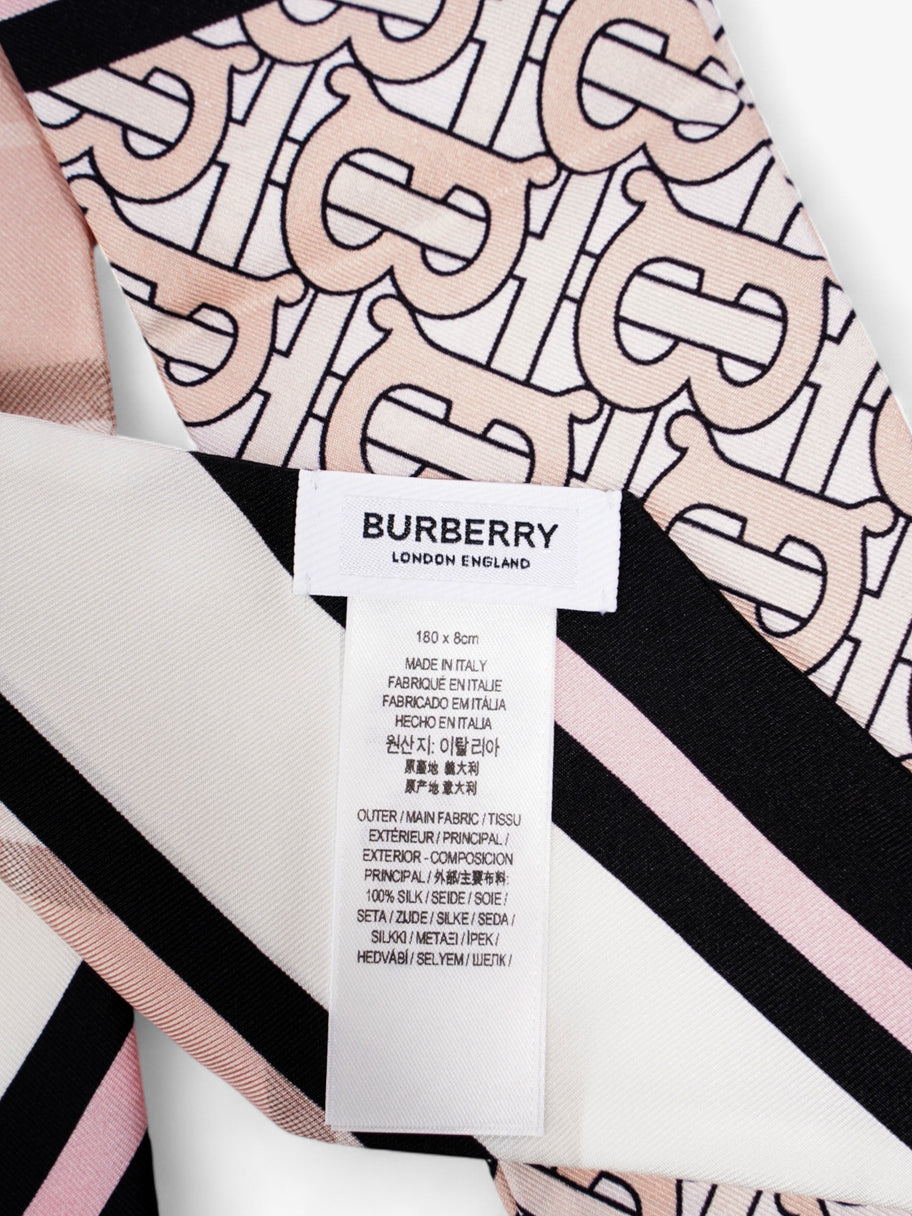 BURBERRY
LONDON ENGLAND
180 x 8cm
MADE IN ITALY
FABRIQUÉ EN ITALIE
FABRICADO EM ITÁLIA
HECHO EN ITALIA
원산지: 이탈리아
原產地 義大利
原产地 意大利
OUTER / MAIN FABRIC / TISSU
EXTÉRIEUR / PRINCIPAL /
EXTERIOR - COMPOSICION
PRINCIPAL / 外部/主要布料:
100% SILK / SEIDE / SOIE /
SETA / ZIJDE / SILKE / SEDA /
SILKKI / ΜΕΤΑΞΙ / İPEK /
HEDVÁBÍ / SELYEM / ШЕЛК /